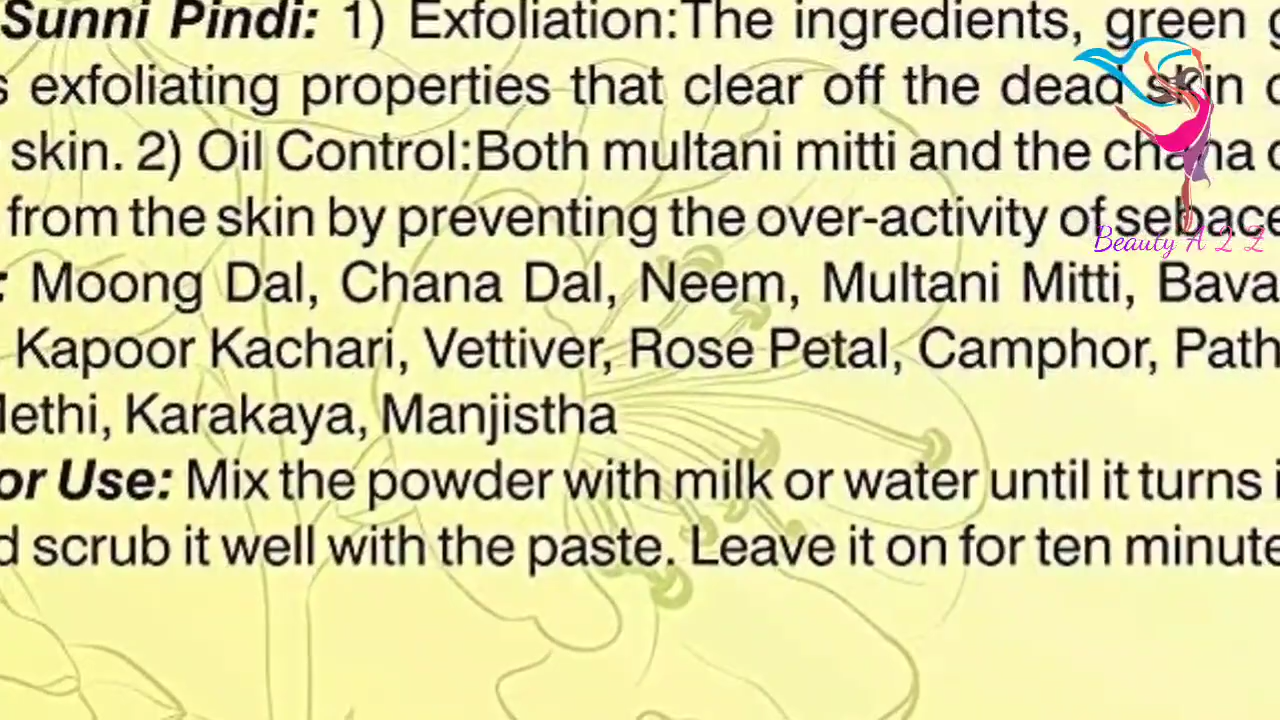 Sunni Pindi: 1) Exfoliation:The ingredients, green
exfoliating properties that clear off the dead skin
skin. 2) Oil Control:Both multani mitti and the chana
from the skin by preventing the over-activity of
Moong Dal, Chana Dal, Neem, Multani Mitti,
Kapoor Kachari, Vettiver, Rose Petal, Camphor,
Karakaya, Manjistha
Use: Mix the powder with milk or water until it turns
scrub it well with the paste. Leave it on for ten
Beauty A 2 Z